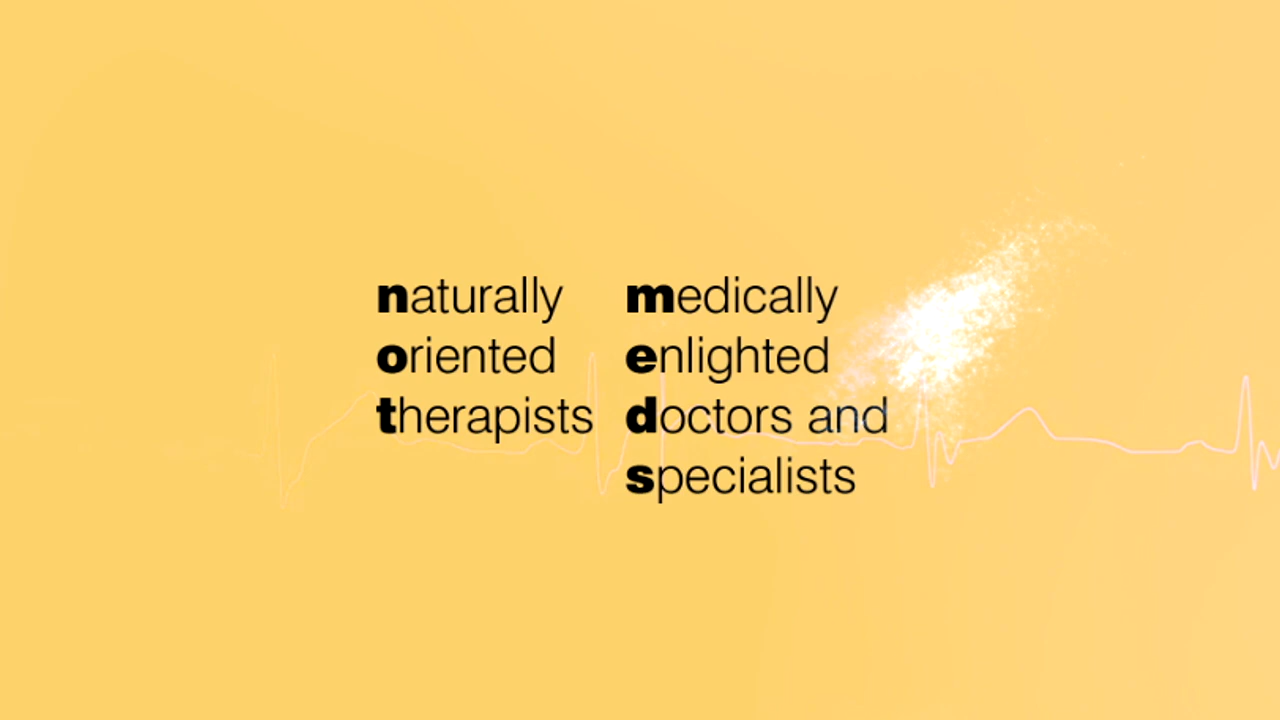 naturally
oriented
therapists
medically
enlighted
doctors and
specialists